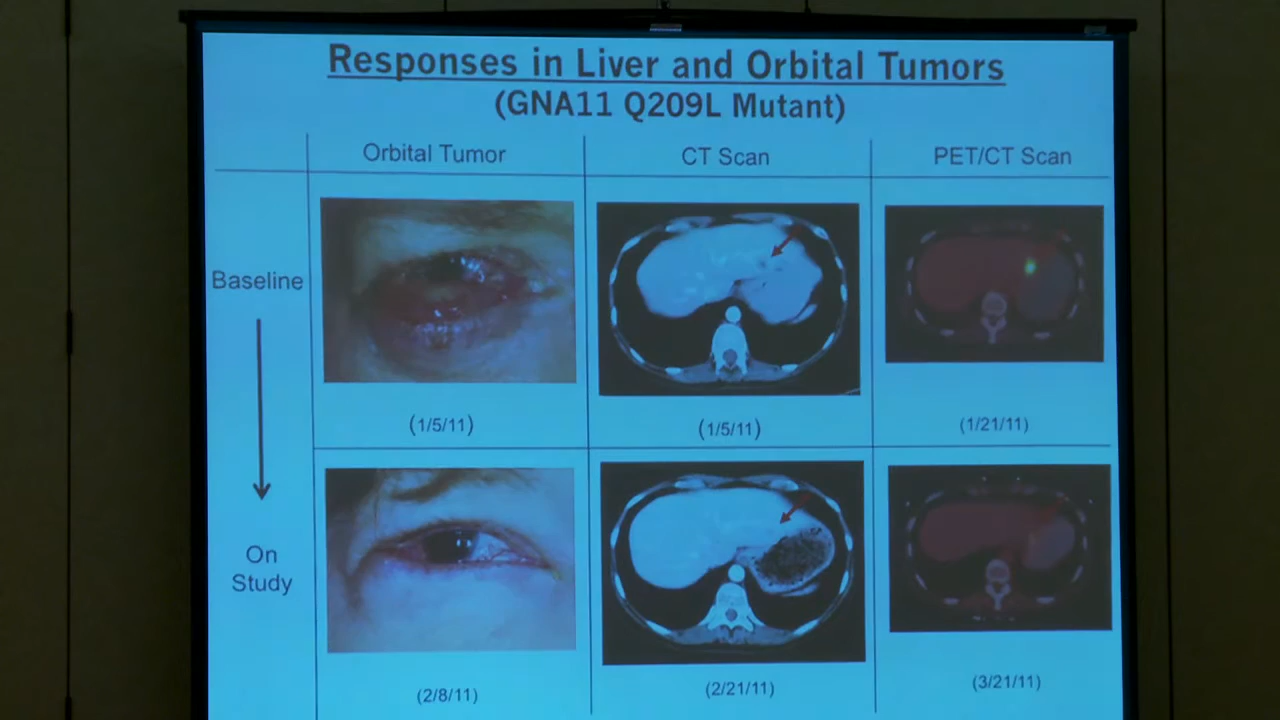 Responses in Liver and Orbital Tumors
(GNA11 Q209L Mutant)
Orbital Tumor
CT Scan
PET/CT Scan
Baseline
(1/5/11)
(1/5/11)
(1/21/11)
On
Study
(2/8/11)
(2/21/11)
(3/21/11)